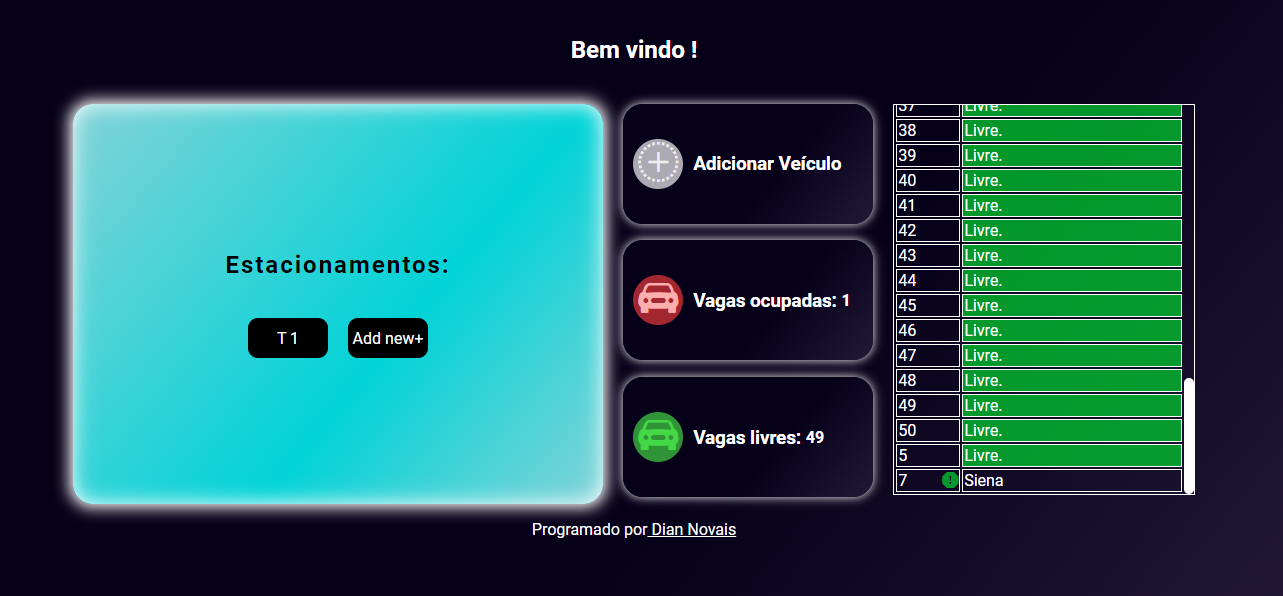 Bem vindo !
Estacionamentos:
T 1
Add new+
Adicionar Veículo
Vagas ocupadas: 1
Vagas livres: 49
37 Livre.
38 Livre.
39 Livre.
40 Livre.
41 Livre.
42 Livre.
43 Livre.
44 Livre.
45 Livre.
46 Livre.
47 Livre.
48 Livre.
49 Livre.
50 Livre.
5 Livre.
7 ! Siena
Programado por Dian Novais